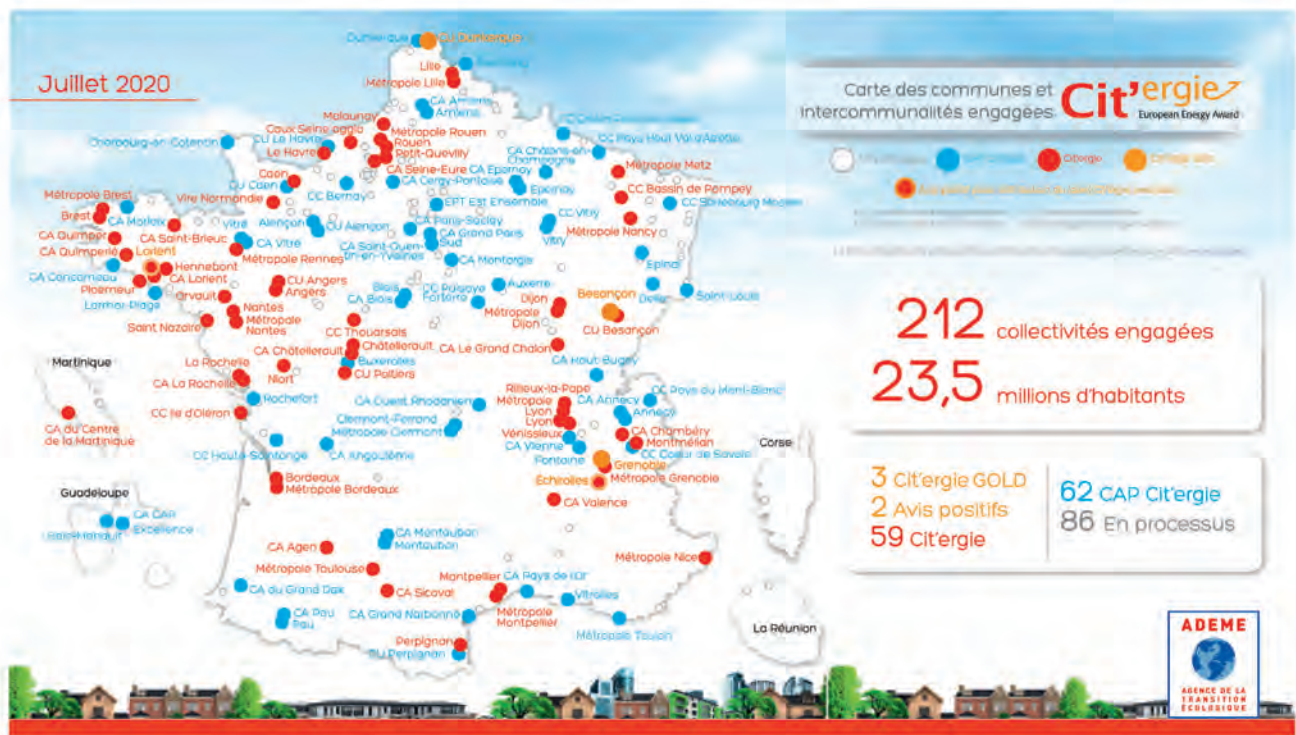 Juillet 2020
Carte des communes et
intercommunalités engagées
Cit'ergie
European Energy Award
Cit'ergie
212 collectivités engagées
23,5 millions d'habitants
3 Cit'ergie GOLD
2 Avis positifs
59 Cit'ergie
62 CAP Cit'ergie
86 En processus
Dunkerque
CU Dunkerque
Lille
Métropole Lille
CA Amiens
Amiens
Malaunay
Caux Seine agglo
Métropole Rouen
Rouen
Petit-Quevilly
CU Le Havre
Le Havre
CA Seine-Eure
Cherbourg-en-Cotentin
Caen
CU Caen
CC Bernay
CA Cergy-Pontoise
CA Epernay
Epernay
CA Châlons-en-
Champagne
Métropole Metz
CC Bassin de Pompey
Métropole Nancy
CC Vitry
Vitry
Epinal
Saint-Louis
Métropole Brest
Brest
CA Morlaix
Vire Normandie
Alençon
CU Alençon
EPT Est Ensemble
CA Paris-Saclay
CA Grand Paris
Sud
CA Saint-Quen-
tin-en-Yvelines
CA Quimper
CA Saint-Brieuc
Vitré
CA Vitré
CA Quimperlé
Métropole Rennes
Lorient
Hennebont
CA Concarneau
CA Lorient
Ploemeur
Larmor-Plage
CA Montargis
CU Angers
Angers
Orvault
Nantes
Métropole
Nantes
Saint Nazaire
Blois
CA Blois
Auxerre
Dijon
Métropole
Dijon
Besançon
CU Besançon
CC Thouarsais
Châtellerault
CA Châtellerault
Buxerolles
CU Poitiers
CA Le Grand Chalon
CA Haut-Bugey
La Rochelle
CA La Rochelle
Niort
Rochefort
CC Ile d'Oléron
CA Ouest Rhodanien
Clermont-Ferrand
Métropole Clermont
Rillieux-la-Pape
Métropole
Lyon
Lyon
Vénissieux
CA Vienne
CC Pays du Mont-Blanc
CA Annecy
Annecy
CA Chambéry
Montmélian
CC Coeur de Savoie
Fontaine
Grenoble
Échirolles
Métropole Grenoble
CA Valence
CC Haute-Saintonge
CA Angoulême
Bordeaux
Métropole Bordeaux
CA Montauban
Montauban
CA Agen
Métropole Toulouse
CA Sicoval
CA du Grand Dax
CA Pau
Pau
CA Grand Narbonne
Perpignan
CU Perpignan
Montpellier
Métropole
Montpellier
CA Pays de l'Or
Vitrolles
Métropole Toulon
Métropole Nice
Martinique
CA du Centre
de la Martinique
Guadeloupe
CA CAP
Excellence
Corse
La Réunion
ADEME
AGENCE DE LA
TRANSITION
ÉCOLOGIQUE